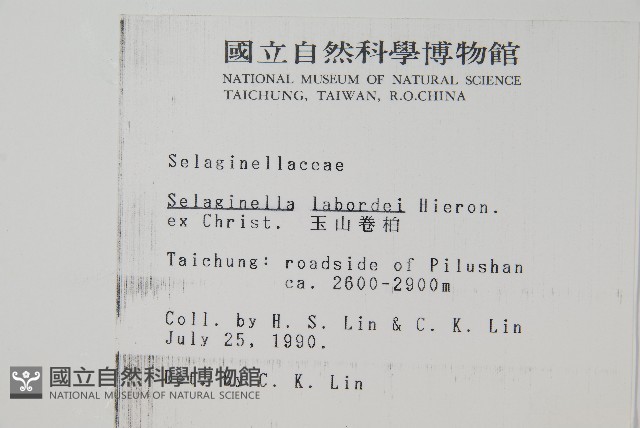 國立自然科學博物館
NATIONAL MUSEUM OF NATURAL SCIENCE
TAICHUNG, TAIWAN, R.O.CHINA
Selaginellaceae
Selaginella labordei Hieron.
ex Christ. 玉山卷柏
Taichung: roadside of Pilushan
ca. 2600-2900m
Coll. by H. S. Lin & C. K. Lin
July 25, 1990.
by C. K. Lin
國立自然科學博物館
NATIONAL MUSEUM OF NATURAL SCIENCE